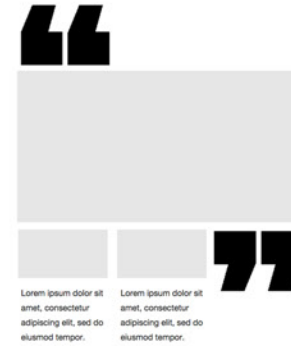 “
Lorem ipsum dolor sit
amet, consectetur
adipiscing elit, sed do
eiusmod tempor.
Lorem ipsum dolor sit
amet, consectetur
adipiscing elit, sed do
eiusmod tempor.
”